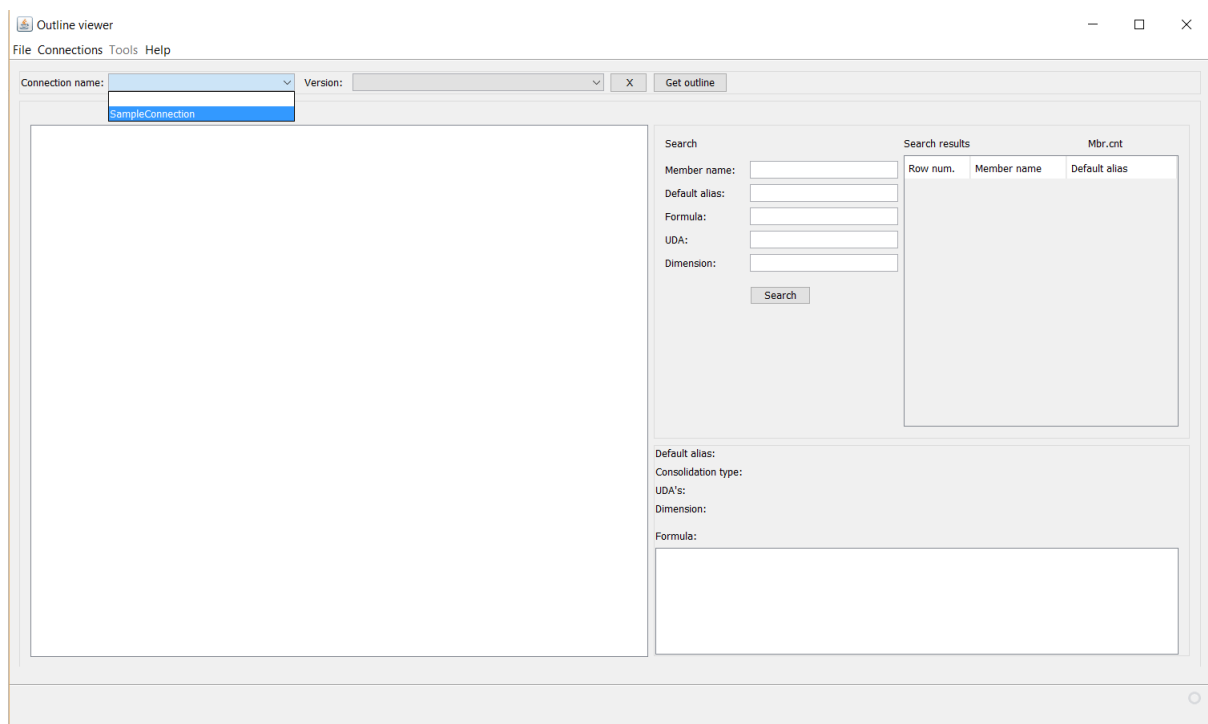 Outline viewer
File Connections Tools Help
Connection name: Version: X Get outline
SampleConnection
Search Search results Mbr.cnt
Member name: Row num. Member name Default alias
Default alias:
Formula:
UDA:
Dimension:
Search
Default alias:
Consolidation type:
UDA's:
Dimension:
Formula: